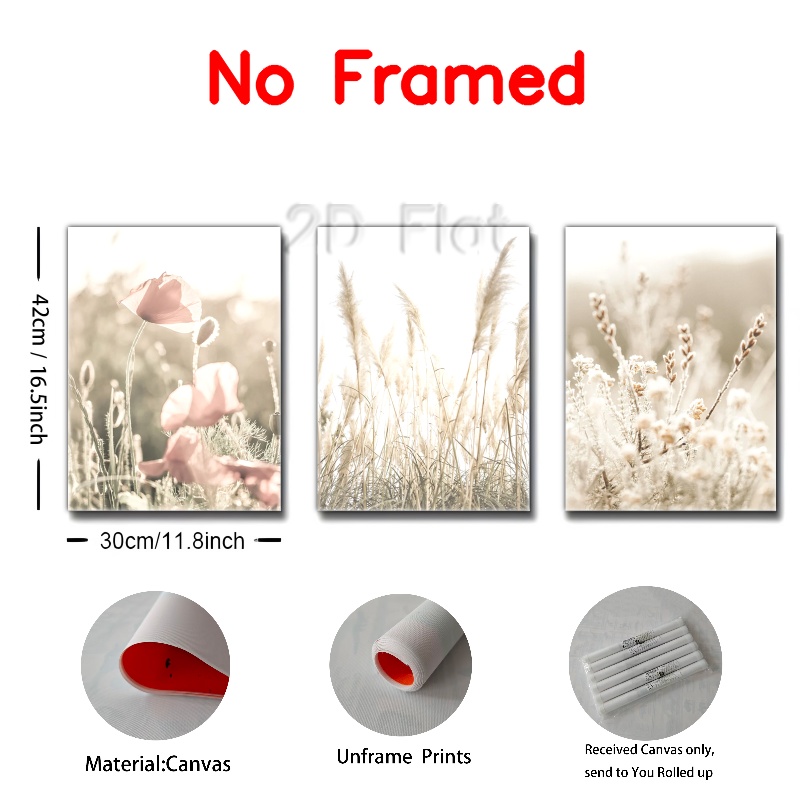 No Framed
2D Flat
42cm / 16.5inch
30cm/11.8inch
Material:Canvas
Unframe Prints
Received Canvas only,
send to You Rolled up